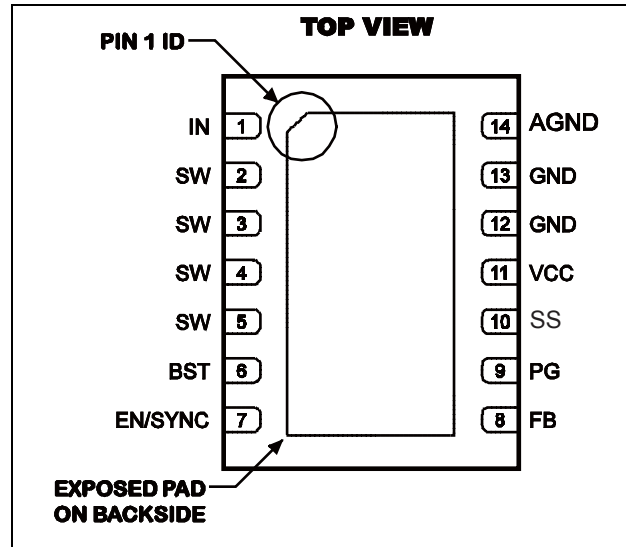 TOP VIEW
PIN 1 ID
IN 1
SW 2
SW 3
SW 4
SW 5
BST 6
EN/SYNC 7
14 AGND
13 GND
12 GND
11 VCC
10 SS
9 PG
8 FB
EXPOSED PAD
ON BACKSIDE